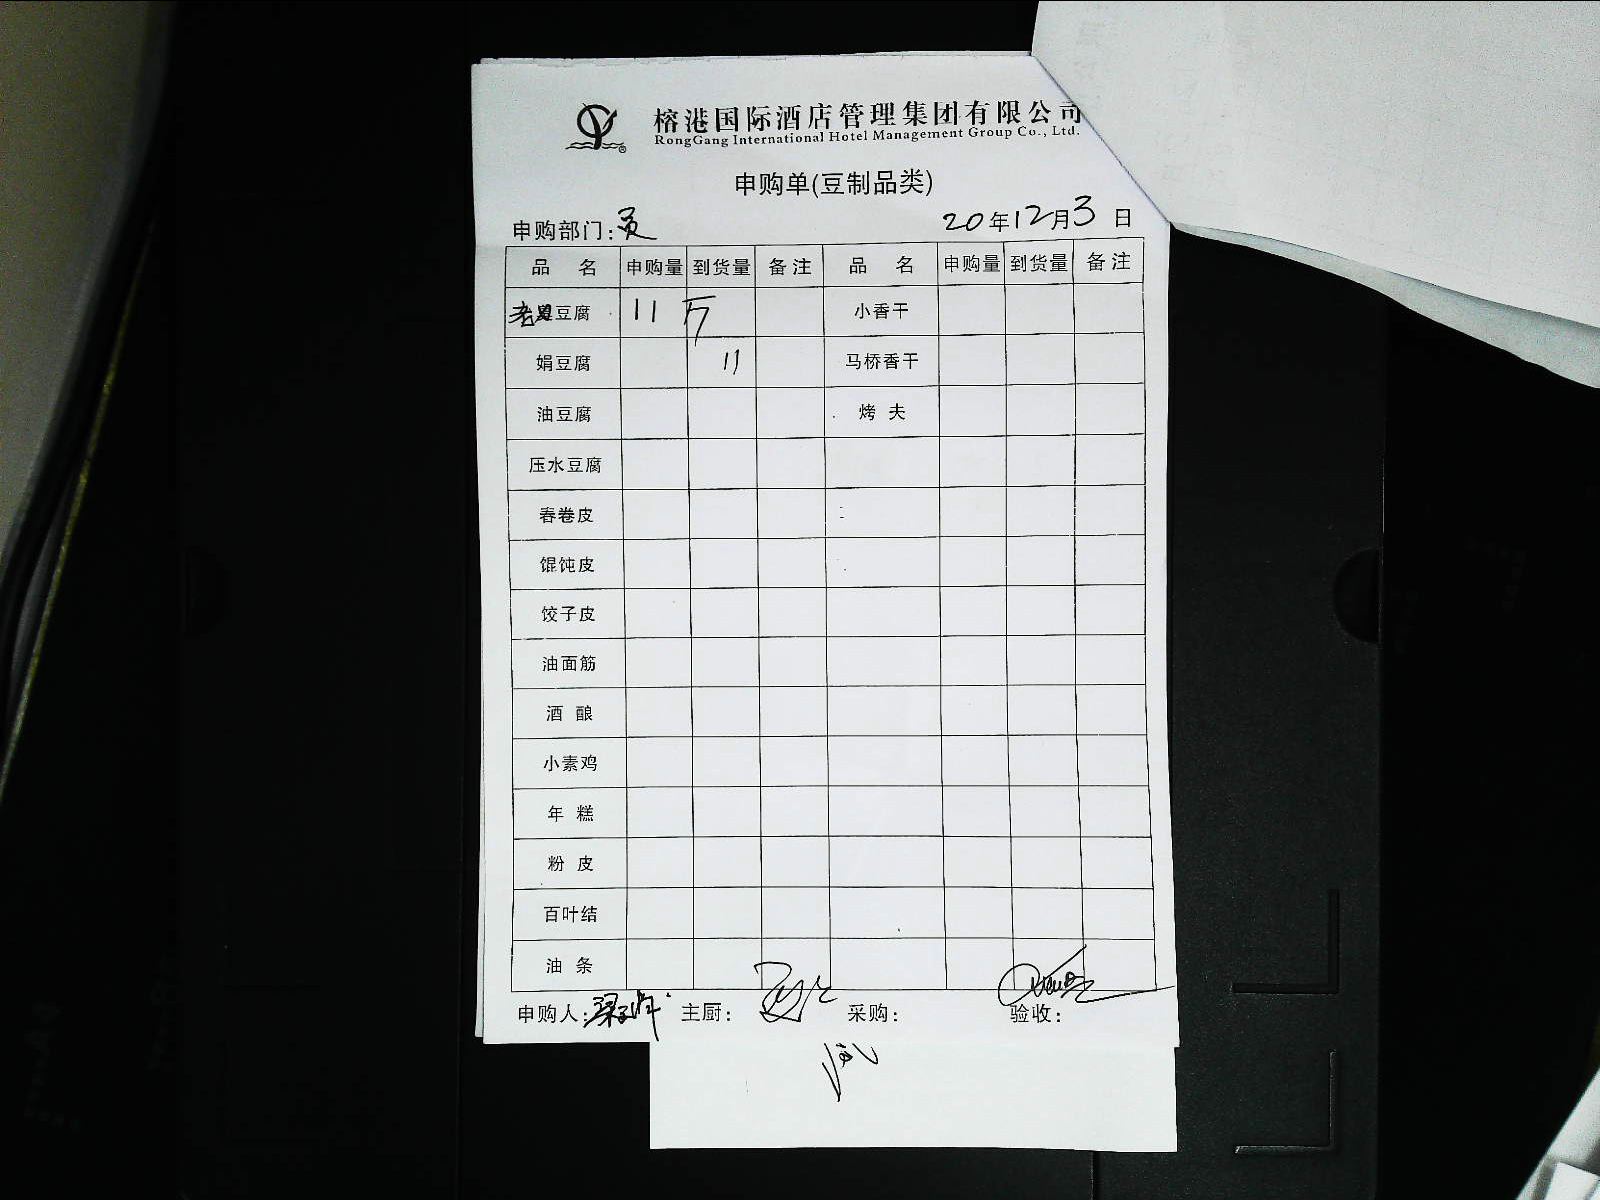 榕港国际酒店管理集团有限公司
RongGang International Hotel Management Group Co., Ltd.
申购单(豆制品类)
申购部门: 20年12月3日
品 名 申购量 到货量 备注 品 名 申购量 到货量 备注
老豆腐 11 斤 小香干
娟豆腐 11 马桥香干
油豆腐 烤 夫
压水豆腐
春卷皮
馄饨皮
饺子皮
油面筋
酒 酿
小素鸡
年 糕
粉 皮
百叶结
油 条
申购人: 主厨: 采购: 验收: